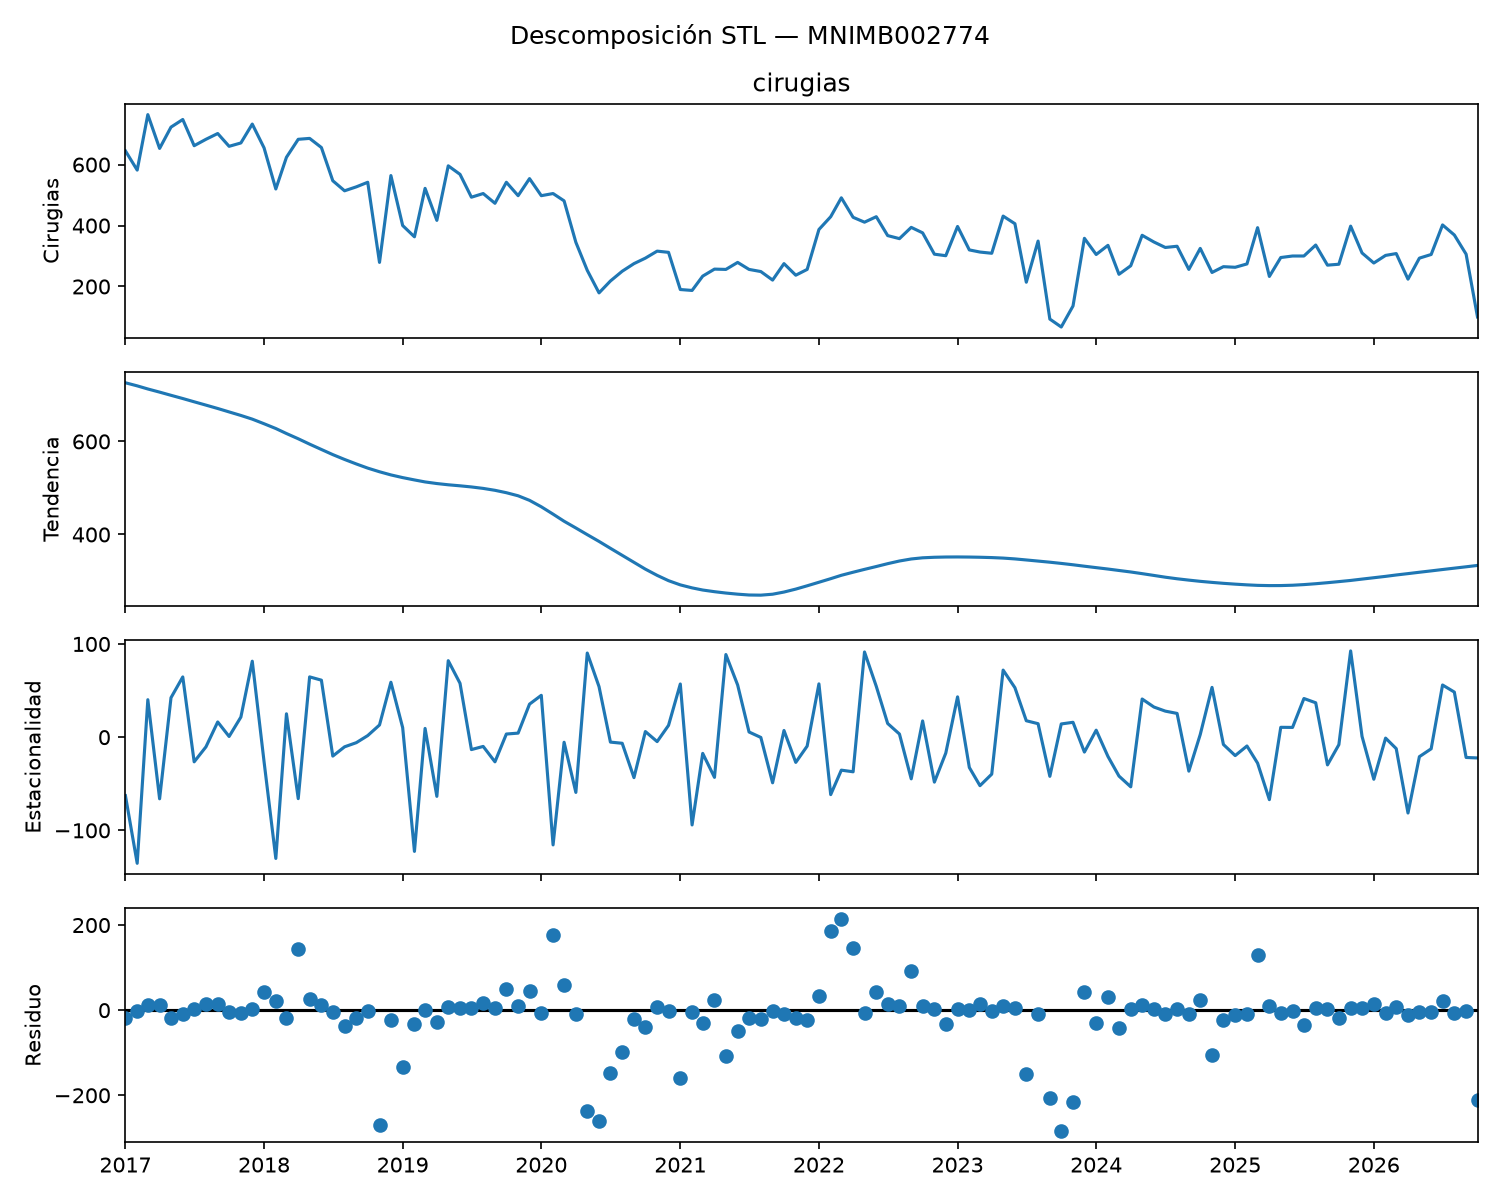 Descomposición STL — MNIMB002774
cirugias
Cirugias
600
400
200
Tendencia
600
400
Estacionalidad
100
0
−100
Residuo
200
0
−200
2017 2018 2019 2020 2021 2022 2023 2024 2025 2026